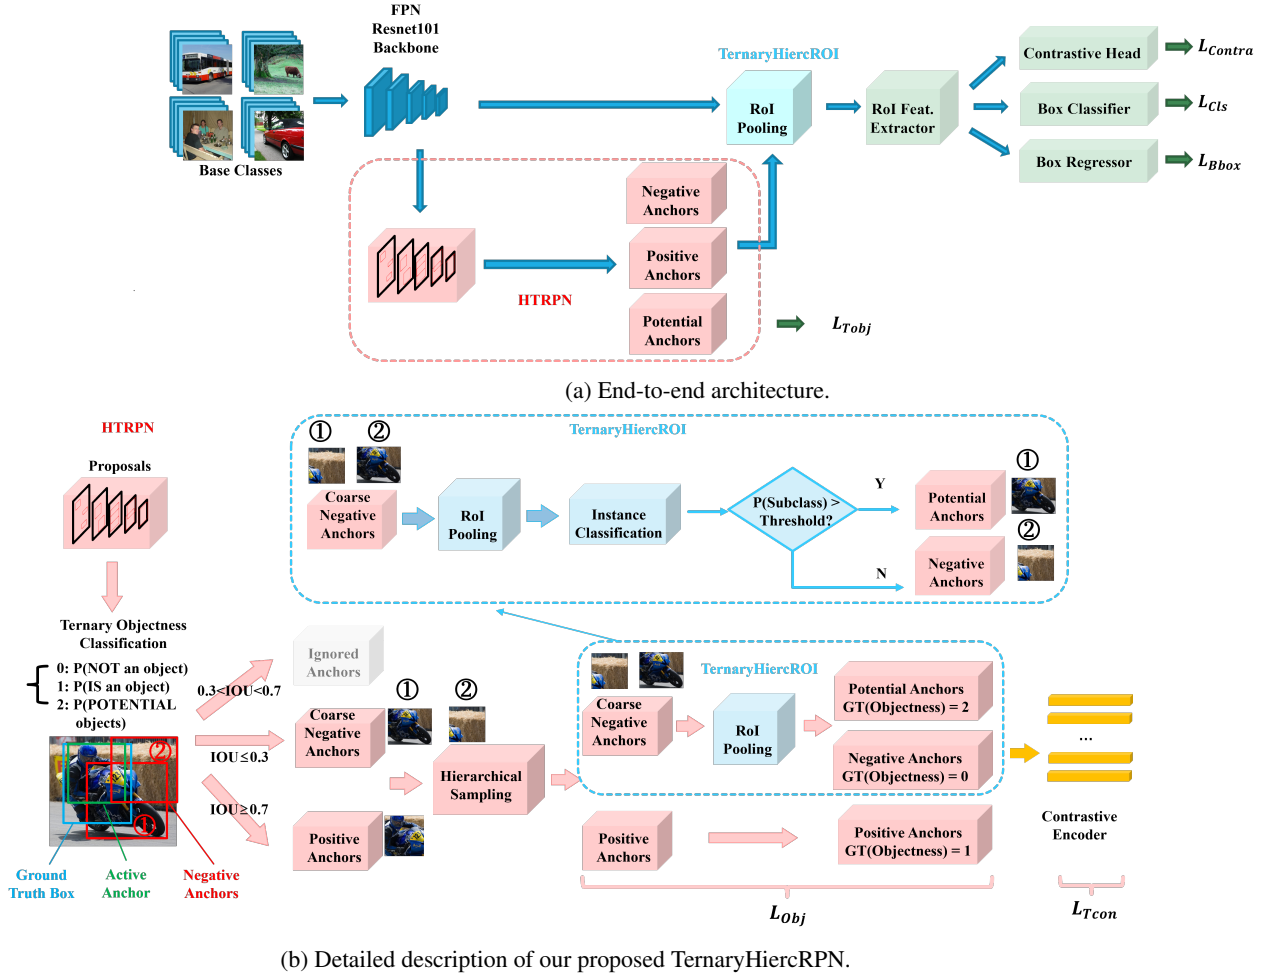 FPN
Resnet101
Backbone
Base Classes
TernaryHiercROI
RoI
Pooling
RoI Feat.
Extractor
Contrastive Head
Box Classifier
Box Regressor
L_Contra
L_Cls
L_Bbox
Negative
Anchors
Positive
Anchors
HTRPN
Potential
Anchors
L_Tobj
(a) End-to-end architecture.
HTRPN
Proposals
Ternary Objectness
Classification
0: P(NOT an object)
1: P(IS an object)
2: P(POTENTIAL
objects)
②
①
Ground
Truth Box
Active
Anchor
Negative
Anchors
0.3<IOU<0.7
IOU≤0.3
IOU≥0.7
Ignored
Anchors
① ②
Coarse
Negative
Anchors
Positive
Anchors
Hierarchical
Sampling
TernaryHiercROI
① ②
Coarse
Negative
Anchors
RoI
Pooling
Instance
Classification
P(Subclass) >
Threshold?
Y
N
Potential
Anchors
①
②
Negative
Anchors
TernaryHiercROI
Coarse
Negative
Anchors
RoI
Pooling
Potential Anchors
GT(Objectness) = 2
Negative Anchors
GT(Objectness) = 0
Positive
Anchors
Positive Anchors
GT(Objectness) = 1
L_Obj
...
Contrastive
Encoder
L_Tcon
(b) Detailed description of our proposed TernaryHiercRPN.